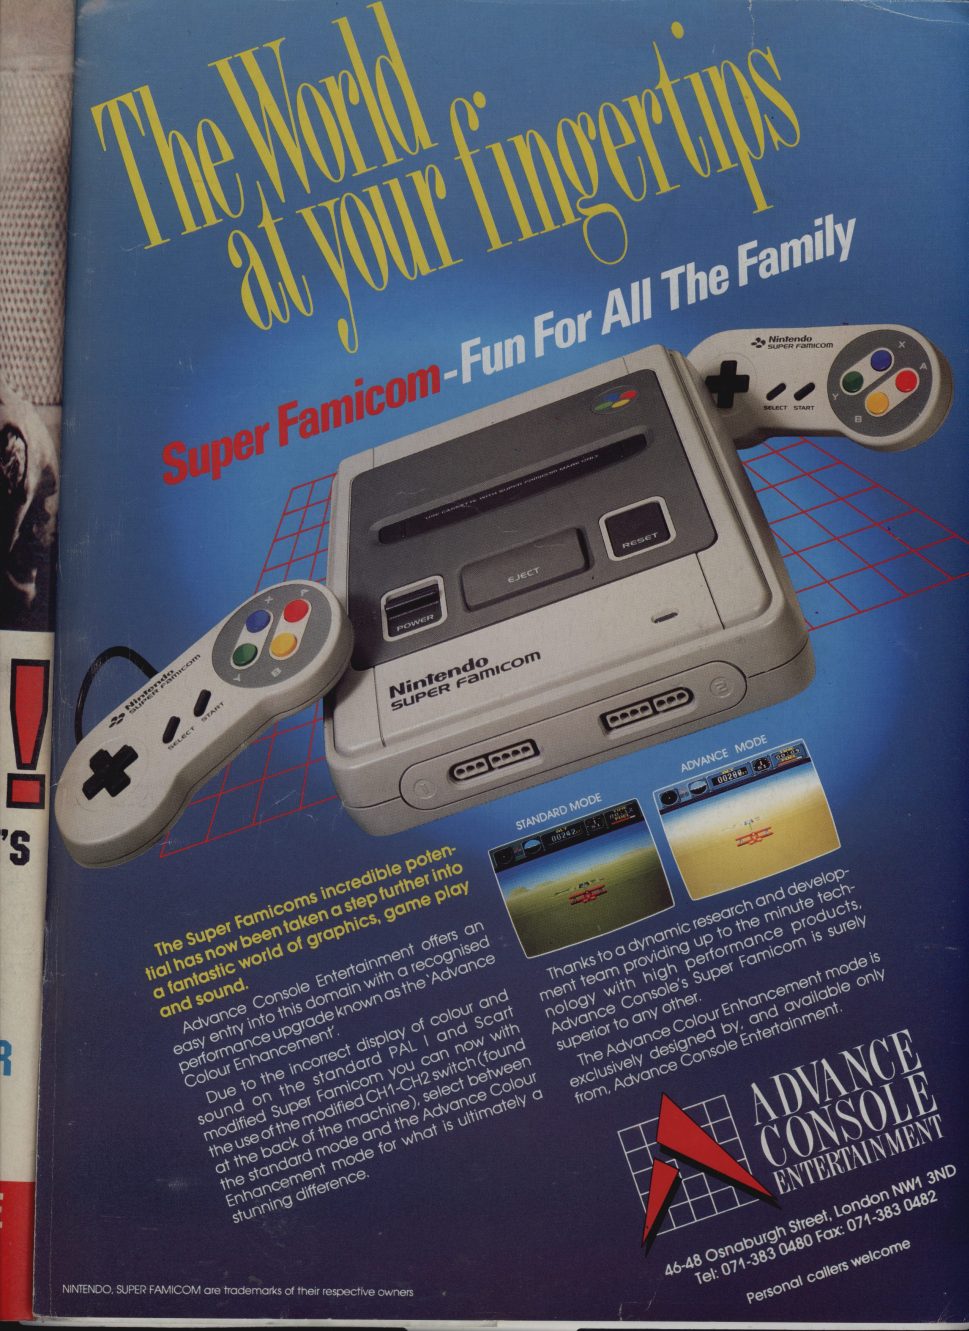 The World
at your fingertips
Super Famicom-Fun For All The Family
Nintendo
SUPER FAMICOM
X
A
Y
B
SELECT START
USE CASSETTE WITH SUPER FAMICOM MARK ONLY
RESET
EJECT
POWER
Nintendo
SUPER FAMICOM
1
2
Nintendo
SUPER FAMICOM
X
A
Y
B
SELECT START
!
'S
R
E
STANDARD MODE
ADVANCE MODE
The Super Famicoms incredible poten-
tial has now been taken a step further into
a fantastic world of graphics, game play
and sound.
Advance Console Entertainment offers an
easy entry into this domain with a recognised
performance upgrade known as the 'Advance
Colour Enhancement'.
Due to the incorrect display of colour and
sound on the standard PAL I and Scart
modified Super Famicom you can now with
the use of the modified CH1-CH2 switch (found
at the back of the machine), select between
the standard mode and the Advance Colour
Enhancement mode for what is ultimately a
stunning difference.
Thanks to a dynamic research and develop-
ment team providing up to the minute tech-
nology with high performance products,
Advance Console's Super Famicom is surely
superior to any other.
The Advance Colour Enhancement mode is
exclusively designed by, and available only
from, Advance Console Entertainment.
ADVANCE
CONSOLE
ENTERTAINMENT
46-48 Osnaburgh Street, London NW1 3ND
Tel: 071-383 0480 Fax: 071-383 0482
Personal callers welcome
NINTENDO, SUPER FAMICOM are trademarks of their respective owners